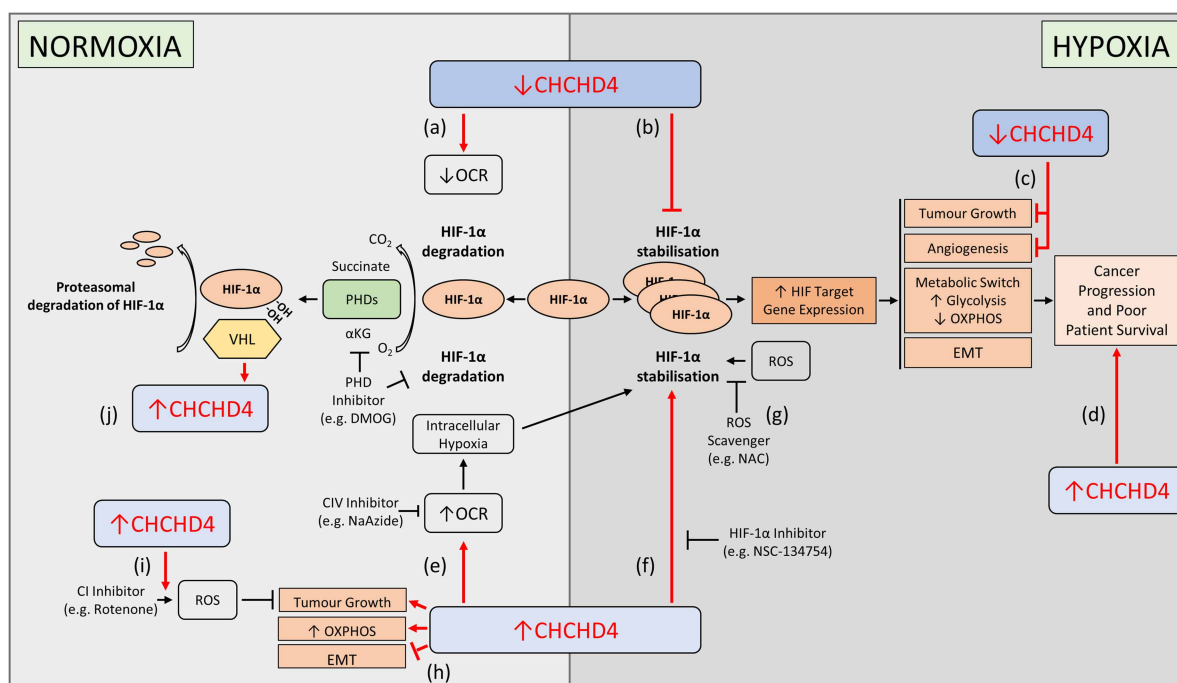 NORMOXIA
HYPOXIA
↓CHCHD4
(a)
(b)
↓OCR
↓CHCHD4
(c)
HIF-1α
degradation
HIF-1α
stabilisation
Tumour Growth
Angiogenesis
Metabolic Switch
↑ Glycolysis
↓ OXPHOS
EMT
Cancer
Progression
and Poor
Patient Survival
Proteasomal
degradation of HIF-1α
HIF-1α
-OH
-OH
VHL
CO2
Succinate
PHDs
αKG
O2
HIF-1α
HIF-1α
HIF-1α
HIF-1α
↑ HIF Target
Gene Expression
HIF-1α
degradation
HIF-1α
stabilisation
ROS
PHD
Inhibitor
(e.g. DMOG)
(g)
ROS
Scavenger
(e.g. NAC)
(j)
↑CHCHD4
Intracellular
Hypoxia
(d)
↑CHCHD4
CIV Inhibitor
(e.g. NaAzide)
↑OCR
↑CHCHD4
(i)
(e)
(f)
HIF-1α Inhibitor
(e.g. NSC-134754)
CI Inhibitor
(e.g. Rotenone)
ROS
Tumour Growth
↑ OXPHOS
EMT
(h)
↑CHCHD4